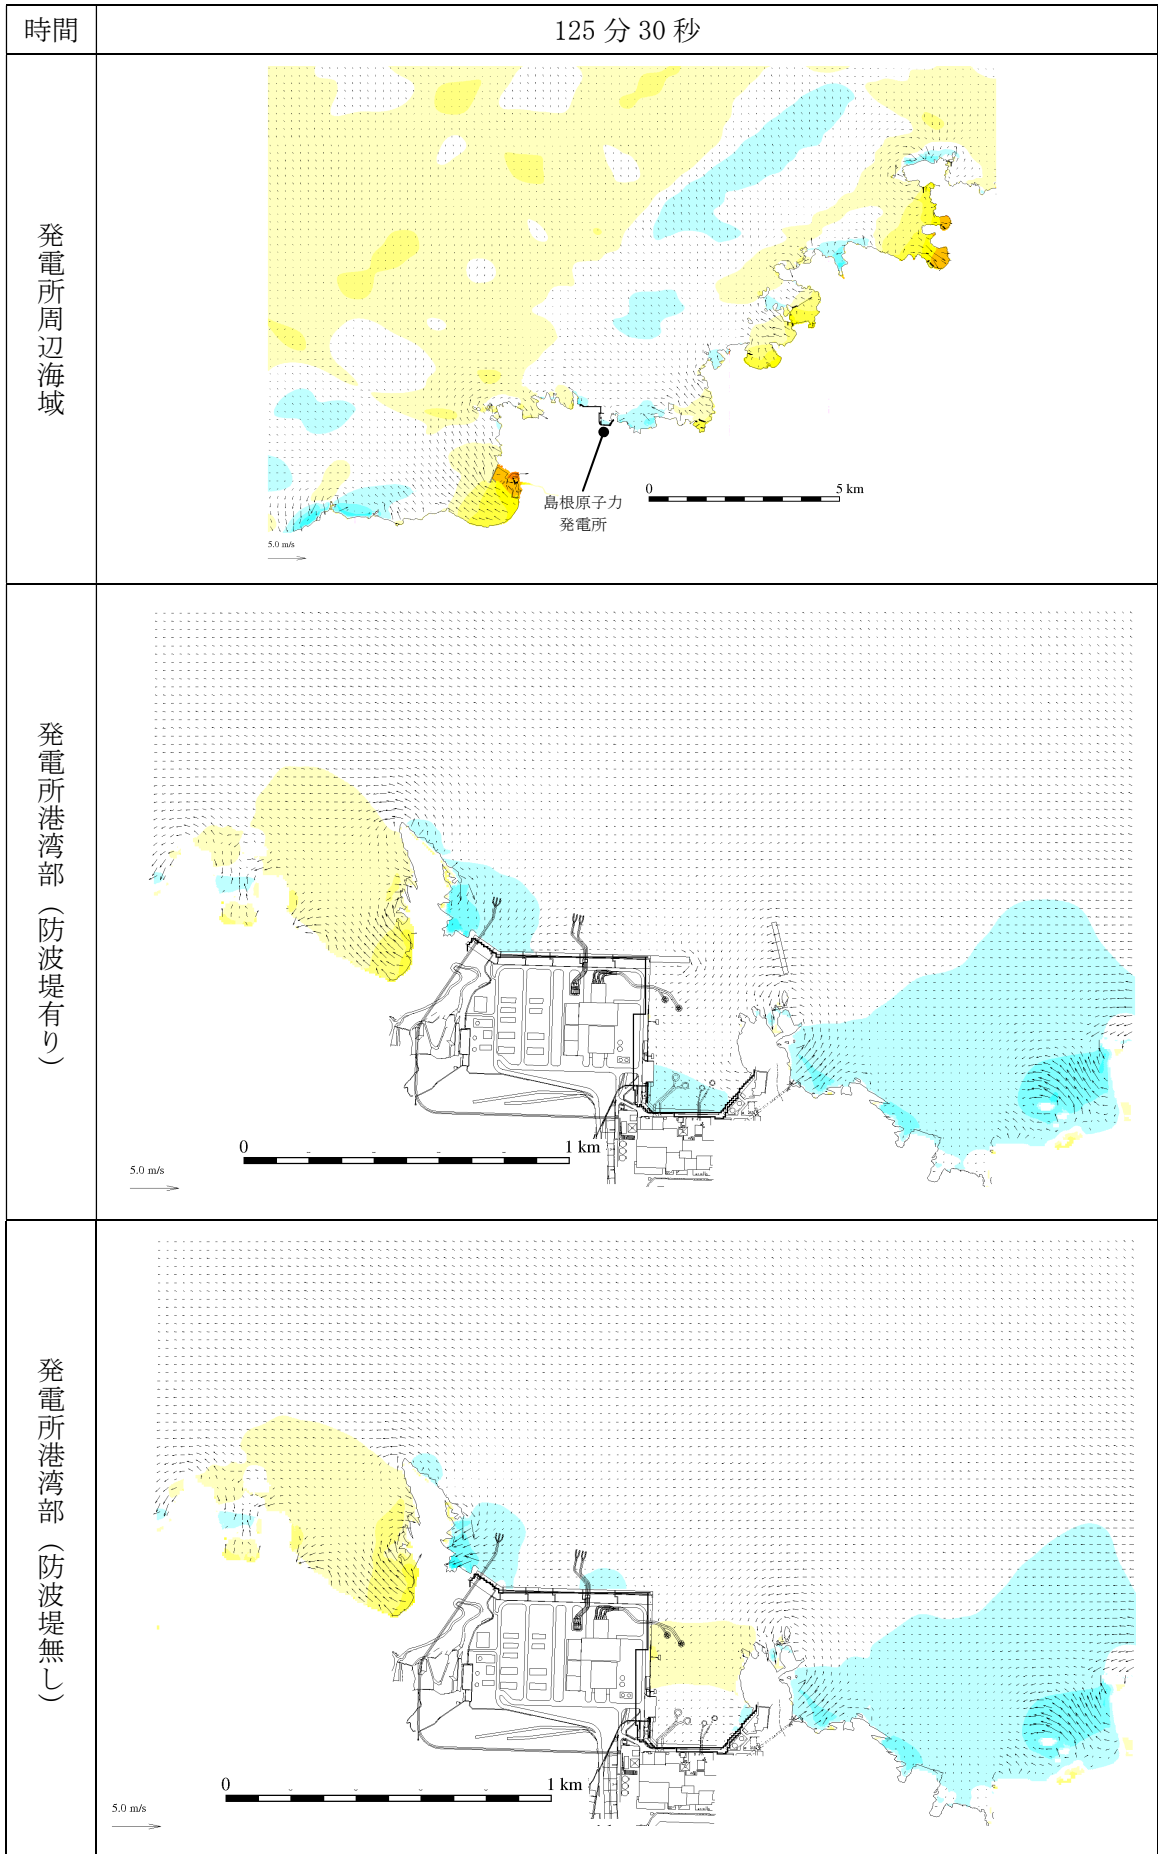 時間
125 分 30 秒
発電所周辺海域
島根原子力
発電所
0
5 km
5.0 m/s
発電所港湾部（防波堤有り）
0
1 km
5.0 m/s
発電所港湾部（防波堤無し）
0
1 km
5.0 m/s